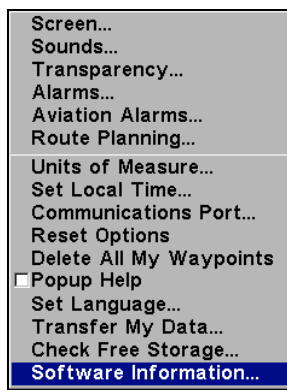 Screen...
Sounds...
Transparency...
Alarms...
Aviation Alarms...
Route Planning...
Units of Measure...
Set Local Time...
Communications Port...
Reset Options
Delete All My Waypoints
Popup Help
Set Language...
Transfer My Data...
Check Free Storage...
Software Information...